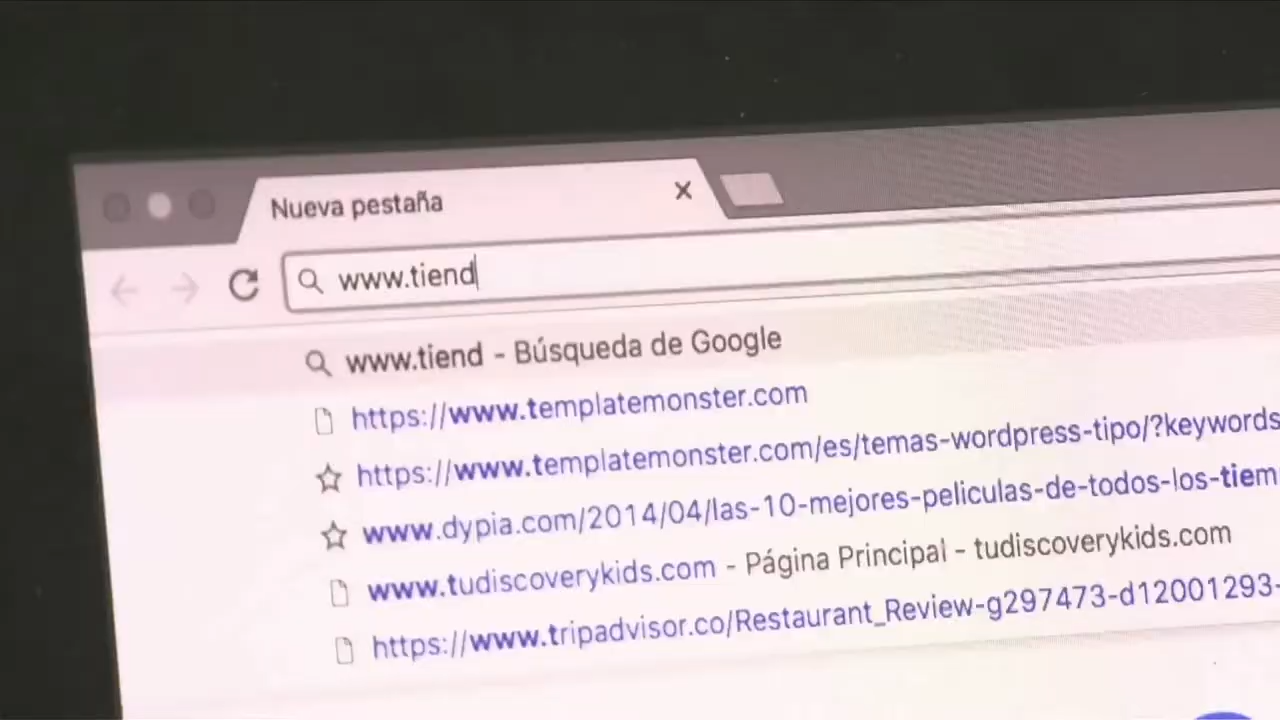 Nueva pestaña
www.tiend
www.tiend - Búsqueda de Google
https://www.templatemonster.com
https://www.templatemonster.com/es/temas-wordpress-tipo/?keywords
www.dypia.com/2014/04/las-10-mejores-peliculas-de-todos-los-tiem
www.tudiscoverykids.com - Página Principal - tudiscoverykids.com
https://www.tripadvisor.co/Restaurant_Review-g297473-d12001293-